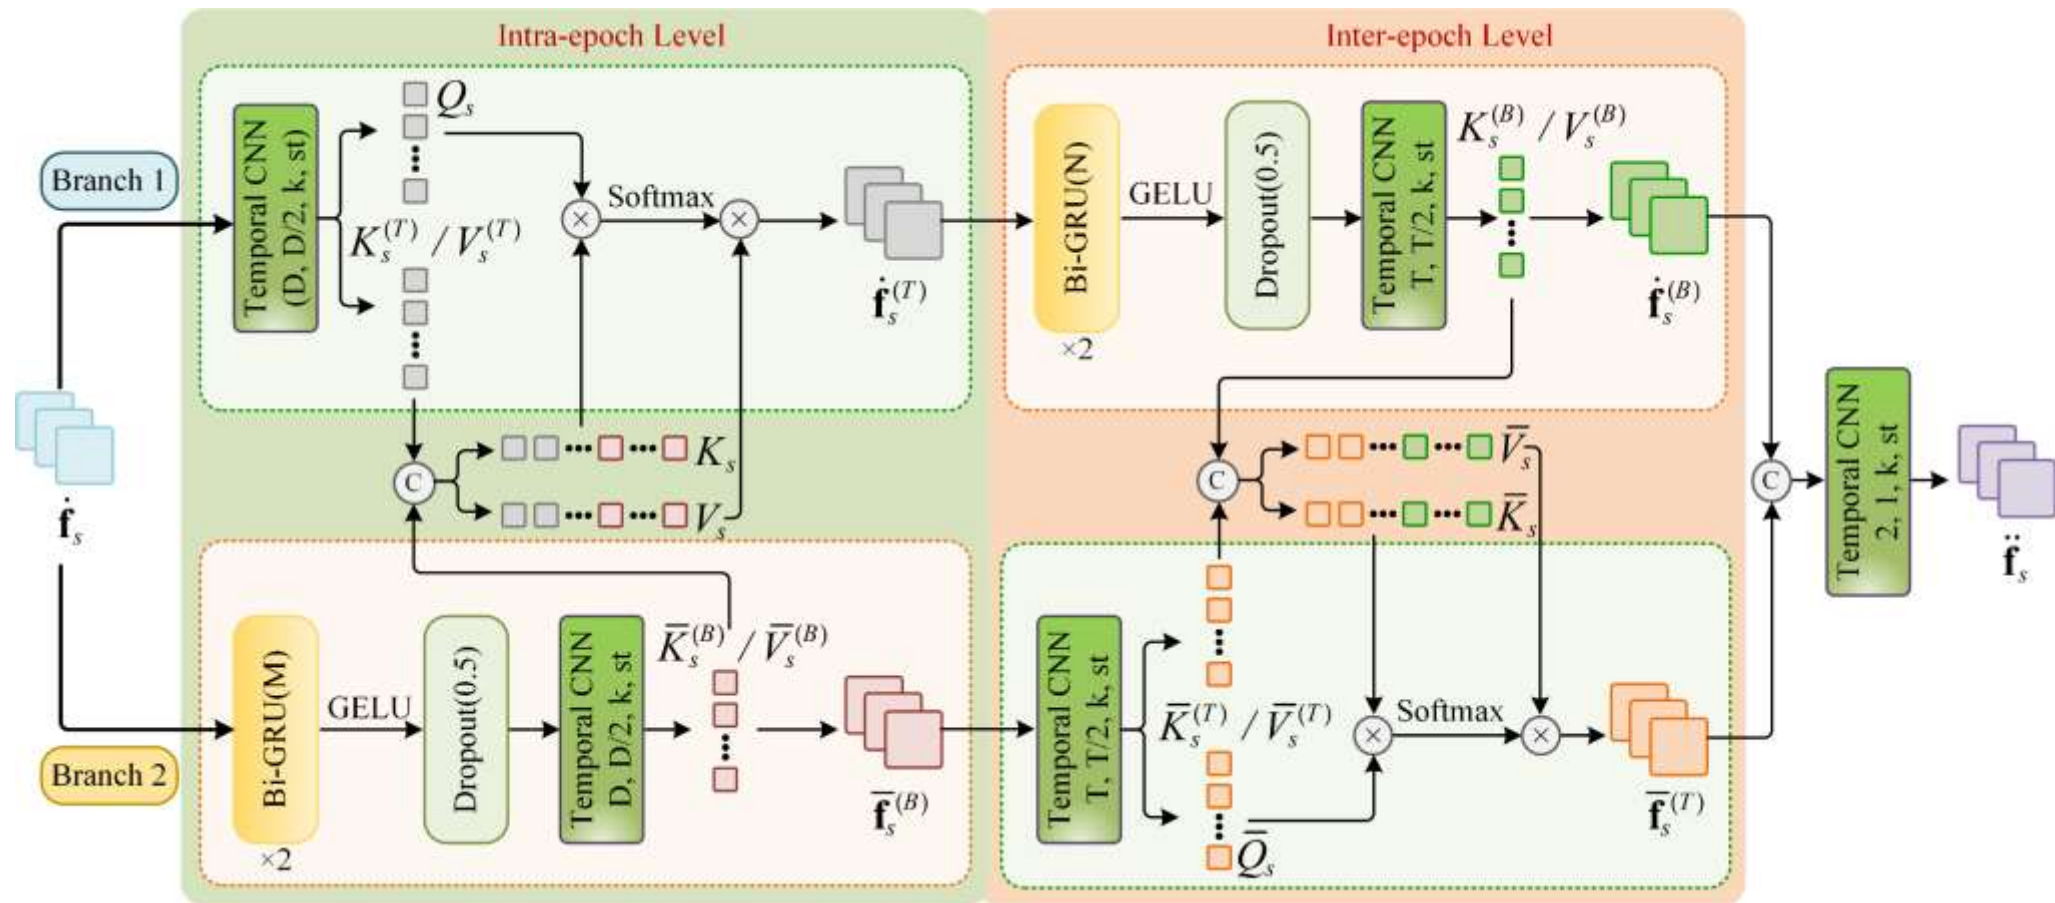 Intra-epoch Level
Inter-epoch Level
Branch 1
Temporal CNN
(D, D/2, k, st)
Q_s
K_s^{(T)} / V_s^{(T)}
×
Softmax
×
ḟ_s^{(T)}
Bi-GRU(N)
×2
GELU
Dropout(0.5)
Temporal CNN
T, T/2, k, st
K_s^{(B)} / V_s^{(B)}
ḟ_s^{(B)}
ḟ_s
C
K_s
V_s
C
V̄_s
K̄_s
C
Temporal CNN
2, 1, k, st
f̈_s
Branch 2
Bi-GRU(M)
×2
GELU
Dropout(0.5)
Temporal CNN
D, D/2, k, st
K̄_s^{(B)} / V̄_s^{(B)}
f̄_s^{(B)}
Temporal CNN
T, T/2, k, st
K̄_s^{(T)} / V̄_s^{(T)}
Q̄_s
×
Softmax
×
f̄_s^{(T)}